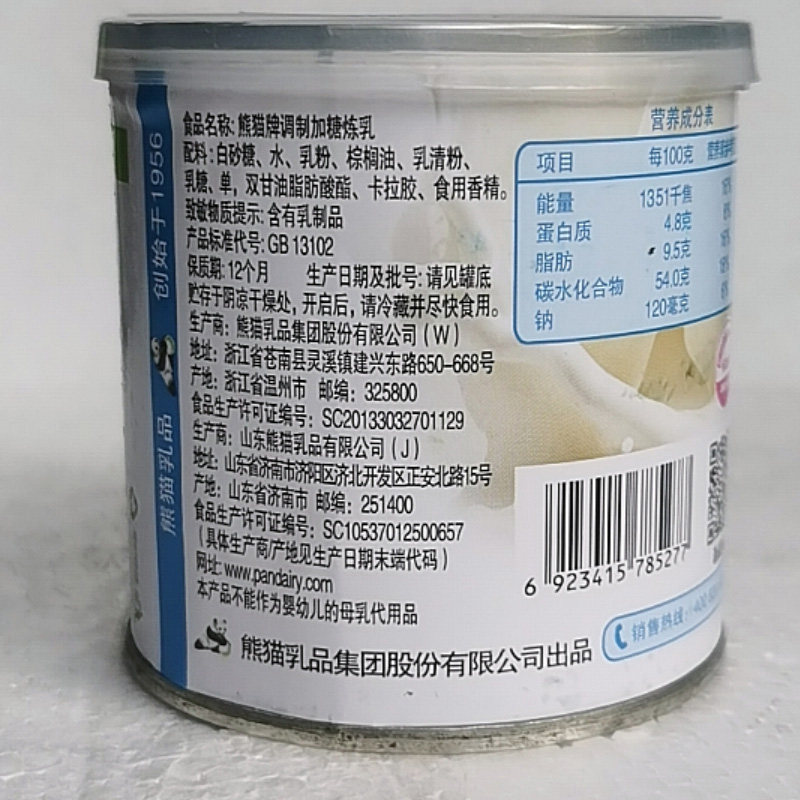 创始于1956
熊猫乳品
食品名称: 熊猫牌调制加糖炼乳
配料: 白砂糖、水、乳粉、棕榈油、乳清粉、
乳糖、单，双甘油脂肪酸酯、卡拉胶、食用香精。
致敏物质提示: 含有乳制品
产品标准代号: GB 13102
保质期: 12个月 生产日期及批号: 请见罐底
贮存于阴凉干燥处，开启后，请冷藏并尽快食用。
生产商: 熊猫乳品集团股份有限公司 (W)
地址: 浙江省苍南县灵溪镇建兴东路650-668号
产地: 浙江省温州市 邮编: 325800
食品生产许可证编号: SC20133032701129
生产商: 山东熊猫乳品有限公司 (J)
地址: 山东省济南市济阳区济北开发区正安北路15号
产地: 山东省济南市 邮编: 251400
食品生产许可证编号: SC10537012500657
(具体生产商/产地见生产日期末端代码)
网址: www.pandairy.com
本产品不能作为婴幼儿的母乳代用品
熊猫乳品集团股份有限公司出品
营养成分表
项目 每100克
能量 1351千焦
蛋白质 4.8克
脂肪 9.5克
碳水化合物 54.0克
钠 120毫克
6 923415 785277
销售热线: